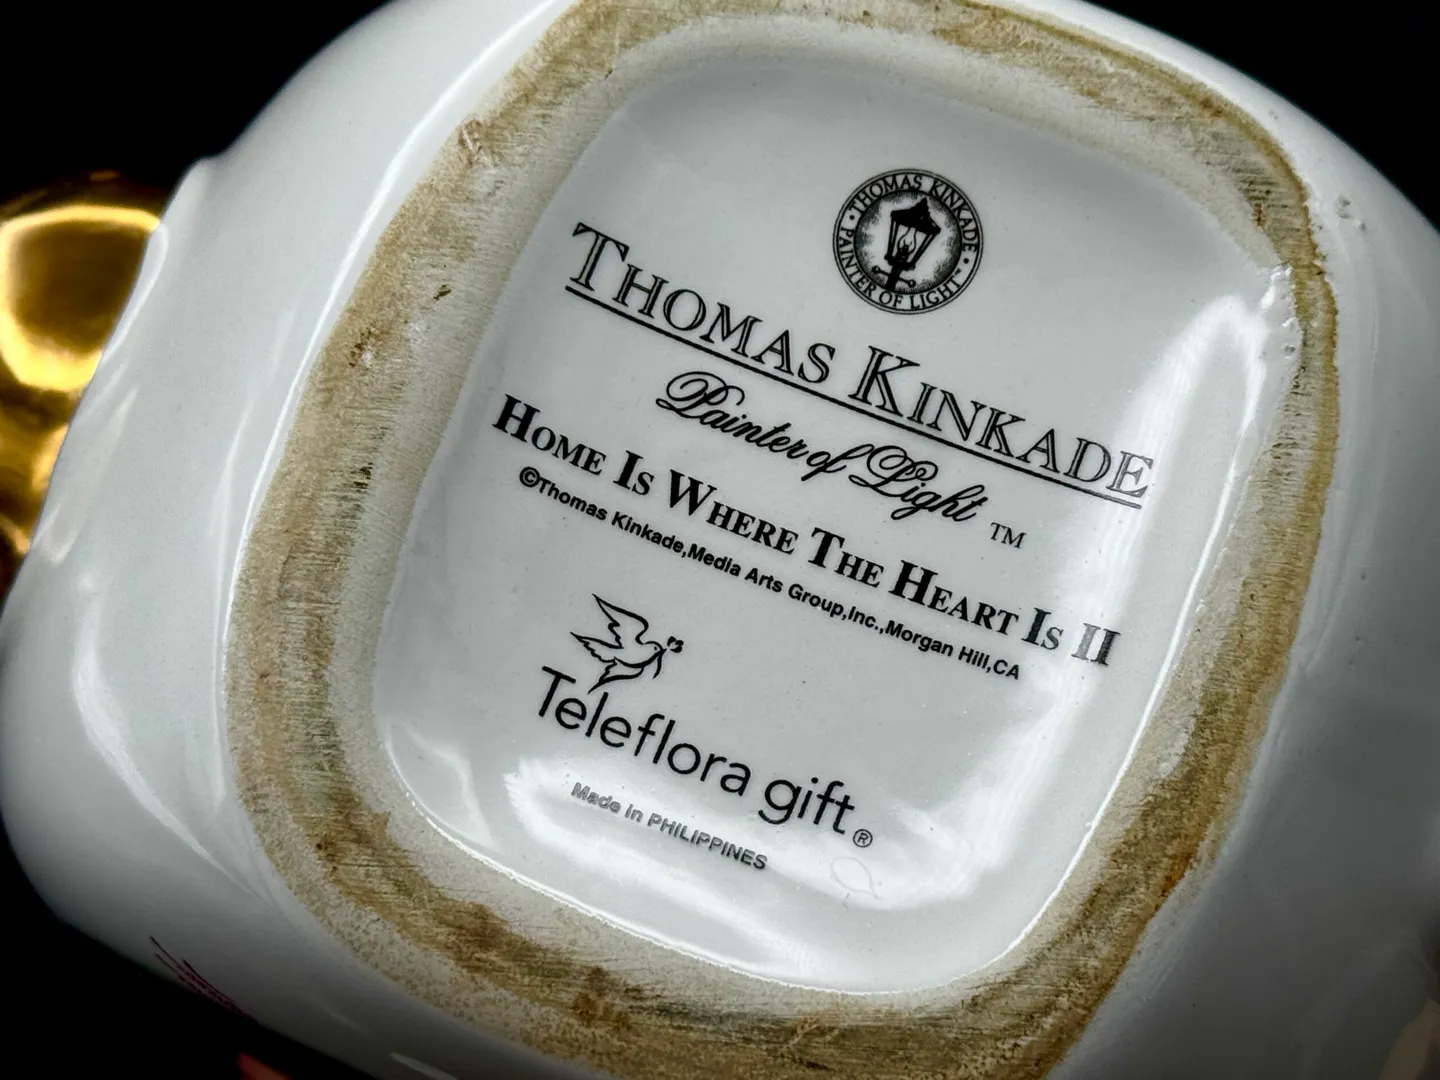 THOMAS KINKADE
PAINTER OF LIGHT™
THOMAS KINKADE
Painter of Light ™
HOME IS WHERE THE HEART IS II
©Thomas Kinkade,Media Arts Group,Inc.,Morgan Hill,CA
Teleflora gift®
Made in PHILIPPINES